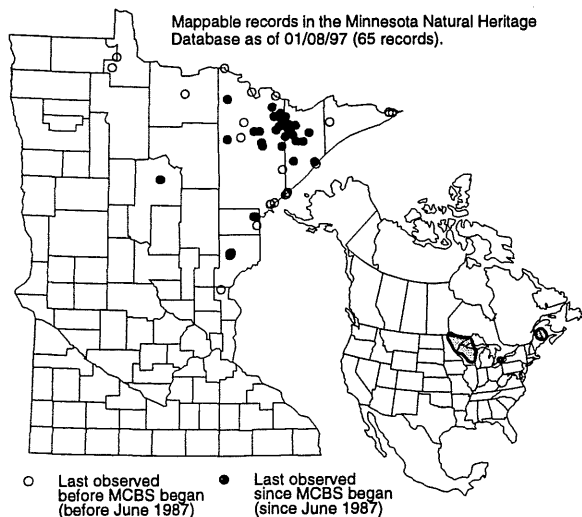 Mappable records in the Minnesota Natural Heritage
Database as of 01/08/97 (65 records).
Last observed
before MCBS began
(before June 1987)
Last observed
since MCBS began
(since June 1987)